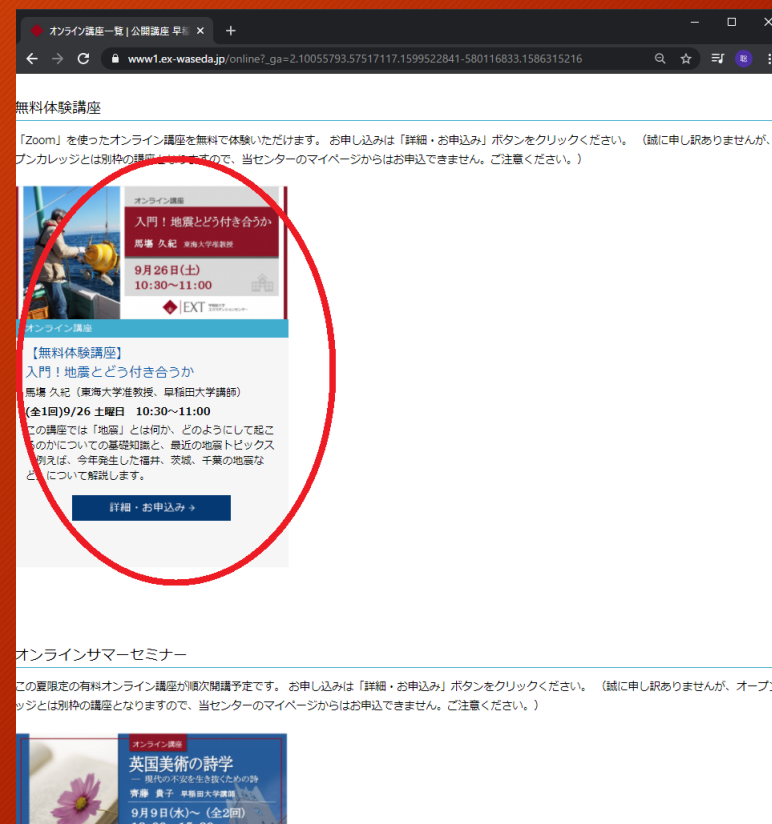 オンライン講座一覧 | 公開講座 早稲
www1.ex-waseda.jp/online?_ga=2.10055793.57517117.1599522841-580116833.1586315216
無料体験講座
「Zoom」を使ったオンライン講座を無料で体験いただけます。 お申し込みは「詳細・お申込み」ボタンをクリックください。 （誠に申し訳ありませんが、
プンカレッジとは別枠の講座となりますので、当センターのマイページからはお申込できません。ご注意ください。）
オンライン講座
入門！地震とどう付き合うか
馬塲 久紀 東海大学准教授
9月26日(土)
10:30～11:00
EXT
オンライン講座
【無料体験講座】
入門！地震とどう付き合うか
馬塲 久紀（東海大学准教授、早稲田大学講師）
(全1回)9/26 土曜日 10:30～11:00
この講座では「地震」とは何か、どのようにして起こ
るのかについての基礎知識と、最近の地震トピックス
例えば、今年発生した福井、茨城、千葉の地震な
ど）について解説します。
詳細・お申込み→
オンラインサマーセミナー
この夏限定の有料オンライン講座が順次開講予定です。 お申し込みは「詳細・お申込み」ボタンをクリックください。 （誠に申し訳ありませんが、オープン
ッジとは別枠の講座となりますので、当センターのマイページからはお申込できません。ご注意ください。）
オンライン講座
英国美術の詩学
― 現代の不安を生き抜くための詩
齊藤 貴子 早稲田大学講師
9月9日(水)～（全2回）